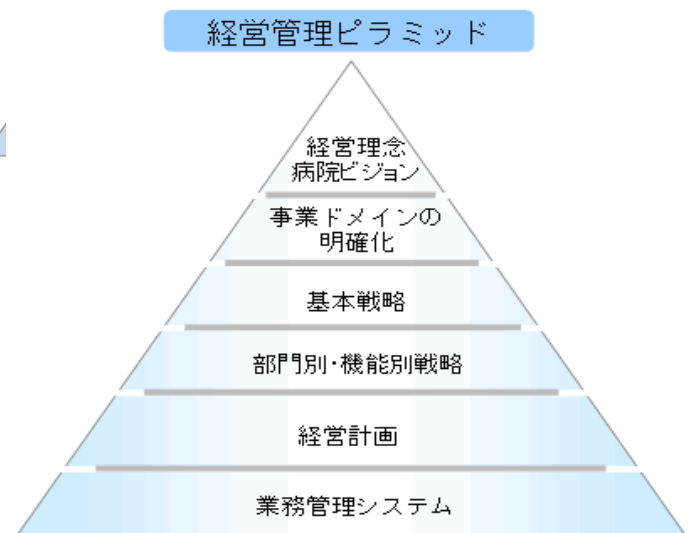 経営管理ピラミッド
経営理念
病院ビジョン
事業ドメインの
明確化
基本戦略
部門別・機能別戦略
経営計画
業務管理システム